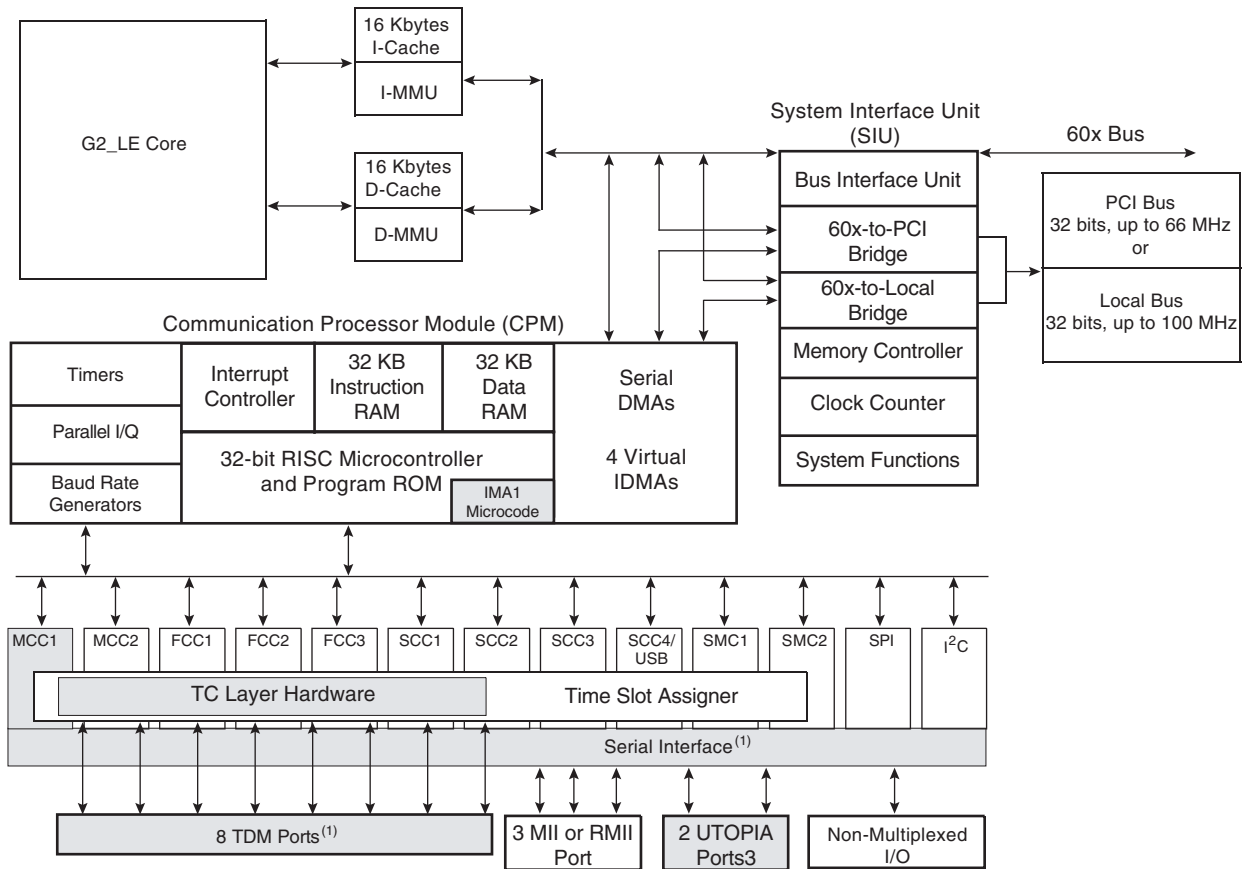 16 Kbytes
I-Cache
I-MMU
G2_LE Core
16 Kbytes
D-Cache
D-MMU
System Interface Unit
(SIU)
60x Bus
Bus Interface Unit
60x-to-PCI
Bridge
60x-to-Local
Bridge
Memory Controller
Clock Counter
System Functions
PCI Bus
32 bits, up to 66 MHz
or
Local Bus
32 bits, up to 100 MHz
Communication Processor Module (CPM)
Timers
Parallel I/Q
Baud Rate
Generators
Interrupt
Controller
32 KB
Instruction
RAM
32 KB
Data
RAM
32-bit RISC Microcontroller
and Program ROM
IMA1
Microcode
Serial
DMAs
4 Virtual
IDMAs
MCC1
MCC2
FCC1
FCC2
FCC3
SCC1
SCC2
SCC3
SCC4/
USB
SMC1
SMC2
SPI
I²C
TC Layer Hardware
Time Slot Assigner
Serial Interface(1)
8 TDM Ports(1)
3 MII or RMII
Port
2 UTOPIA
Ports3
Non-Multiplexed
I/O